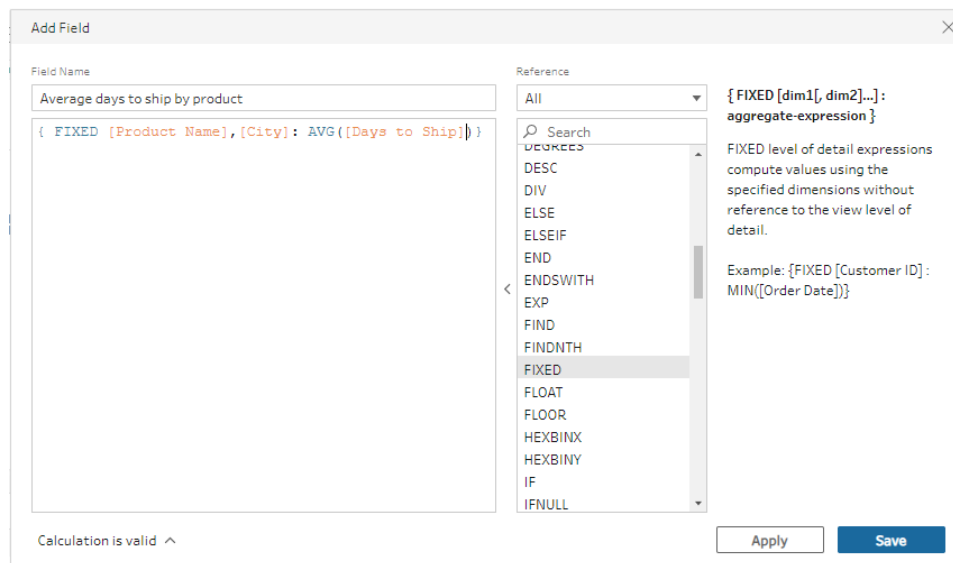 Add Field
Field Name
Average days to ship by product
{ FIXED [Product Name],[City]: AVG([Days to Ship])}
Calculation is valid
Reference
All
Search
DEGREES
DESC
DIV
ELSE
ELSEIF
END
ENDSWITH
EXP
FIND
FINDNTH
FIXED
FLOAT
FLOOR
HEXBINX
HEXBINY
IF
IFNULL
{ FIXED [dim1[, dim2]...] :
aggregate-expression }
FIXED level of detail expressions
compute values using the
specified dimensions without
reference to the view level of
detail.
Example: {FIXED [Customer ID] :
MIN([Order Date])}
Apply
Save